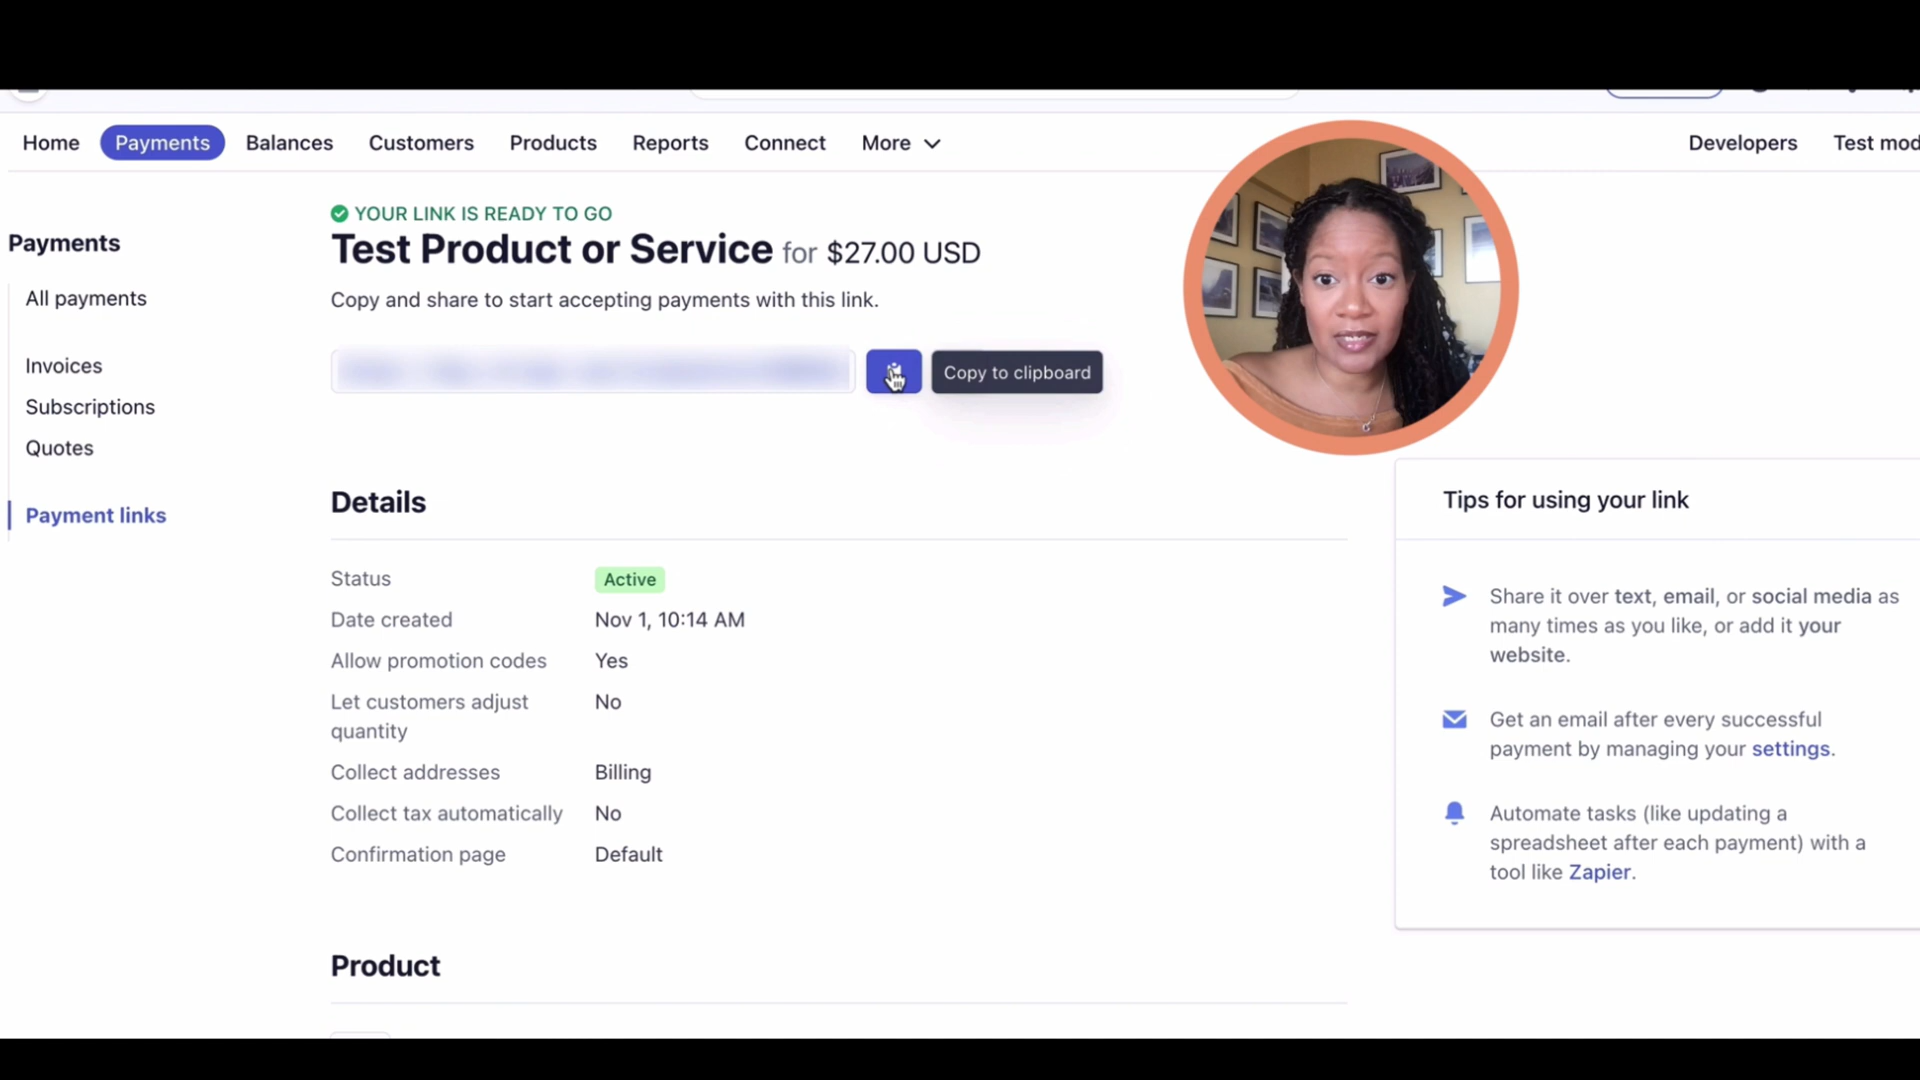 Home Payments Balances Customers Products Reports Connect More Developers Test mod
YOUR LINK IS READY TO GO
Test Product or Service for $27.00 USD
Copy and share to start accepting payments with this link.
Copy to clipboard
Payments
All payments
Invoices
Subscriptions
Quotes
Payment links
Details
Status Active
Date created Nov 1, 10:14 AM
Allow promotion codes Yes
Let customers adjust No
quantity
Collect addresses Billing
Collect tax automatically No
Confirmation page Default
Product
Tips for using your link
Share it over text, email, or social media as
many times as you like, or add it your
website.
Get an email after every successful
payment by managing your settings.
Automate tasks (like updating a
spreadsheet after each payment) with a
tool like Zapier.